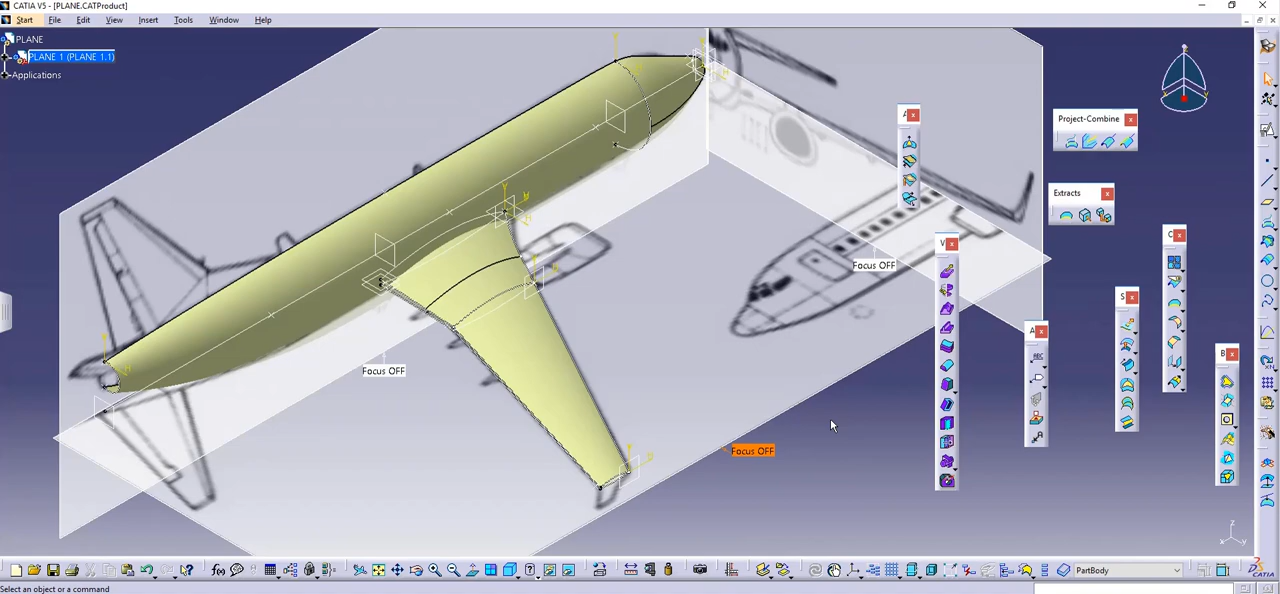 CATIA V5 - [PLANE.CATProduct]
Start File Edit View Insert Tools Window Help
PLANE
PLANE 1 (PLANE 1.1)
Applications
Project-Combine
Extracts
Focus OFF
Focus OFF
Focus OFF
PartBody
Select an object or a command
CATIA